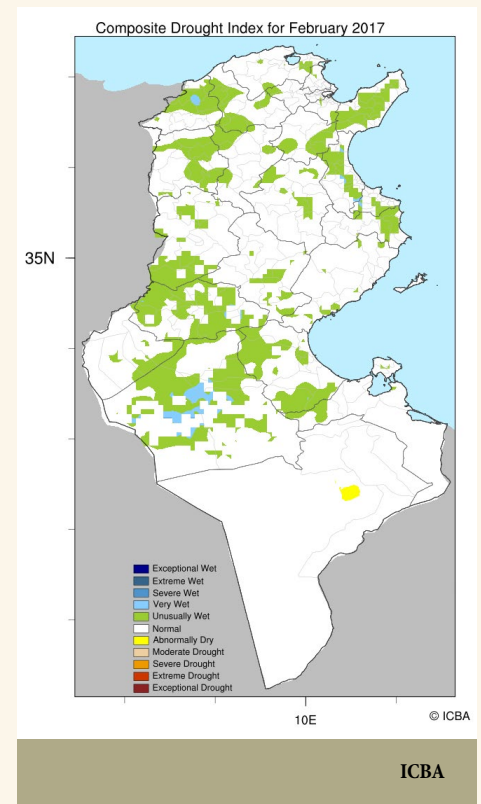 Composite Drought Index for February 2017
35N
Exceptional Wet
Extreme Wet
Severe Wet
Very Wet
Unusually Wet
Normal
Abnormally Dry
Moderate Drought
Severe Drought
Extreme Drought
Exceptional Drought
10E
© ICBA
ICBA